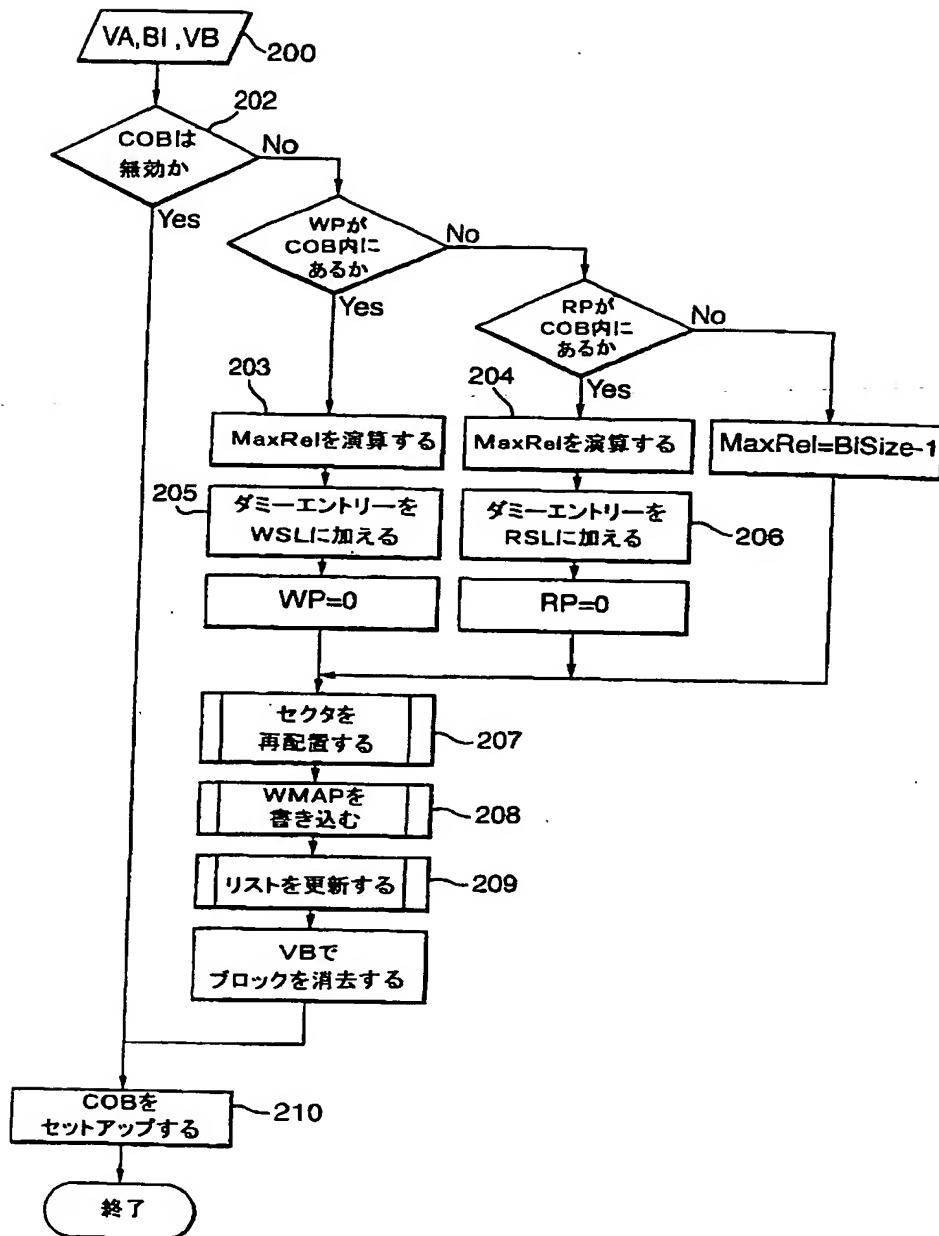 VA,BI,VB
200
202
COBは
無効か
No
Yes
WPが
COB内に
あるか
No
Yes
RPが
COB内に
あるか
No
Yes
203
MaxRelを演算する
204
MaxRelを演算する
MaxRel=BlSize-1
205
ダミーエントリーを
WSLに加える
ダミーエントリーを
RSLに加える
206
WP=0
RP=0
セクタを
再配置する
207
WMAPを
書き込む
208
リストを更新する
209
VBで
ブロックを消去する
COBを
セットアップする
210
終了